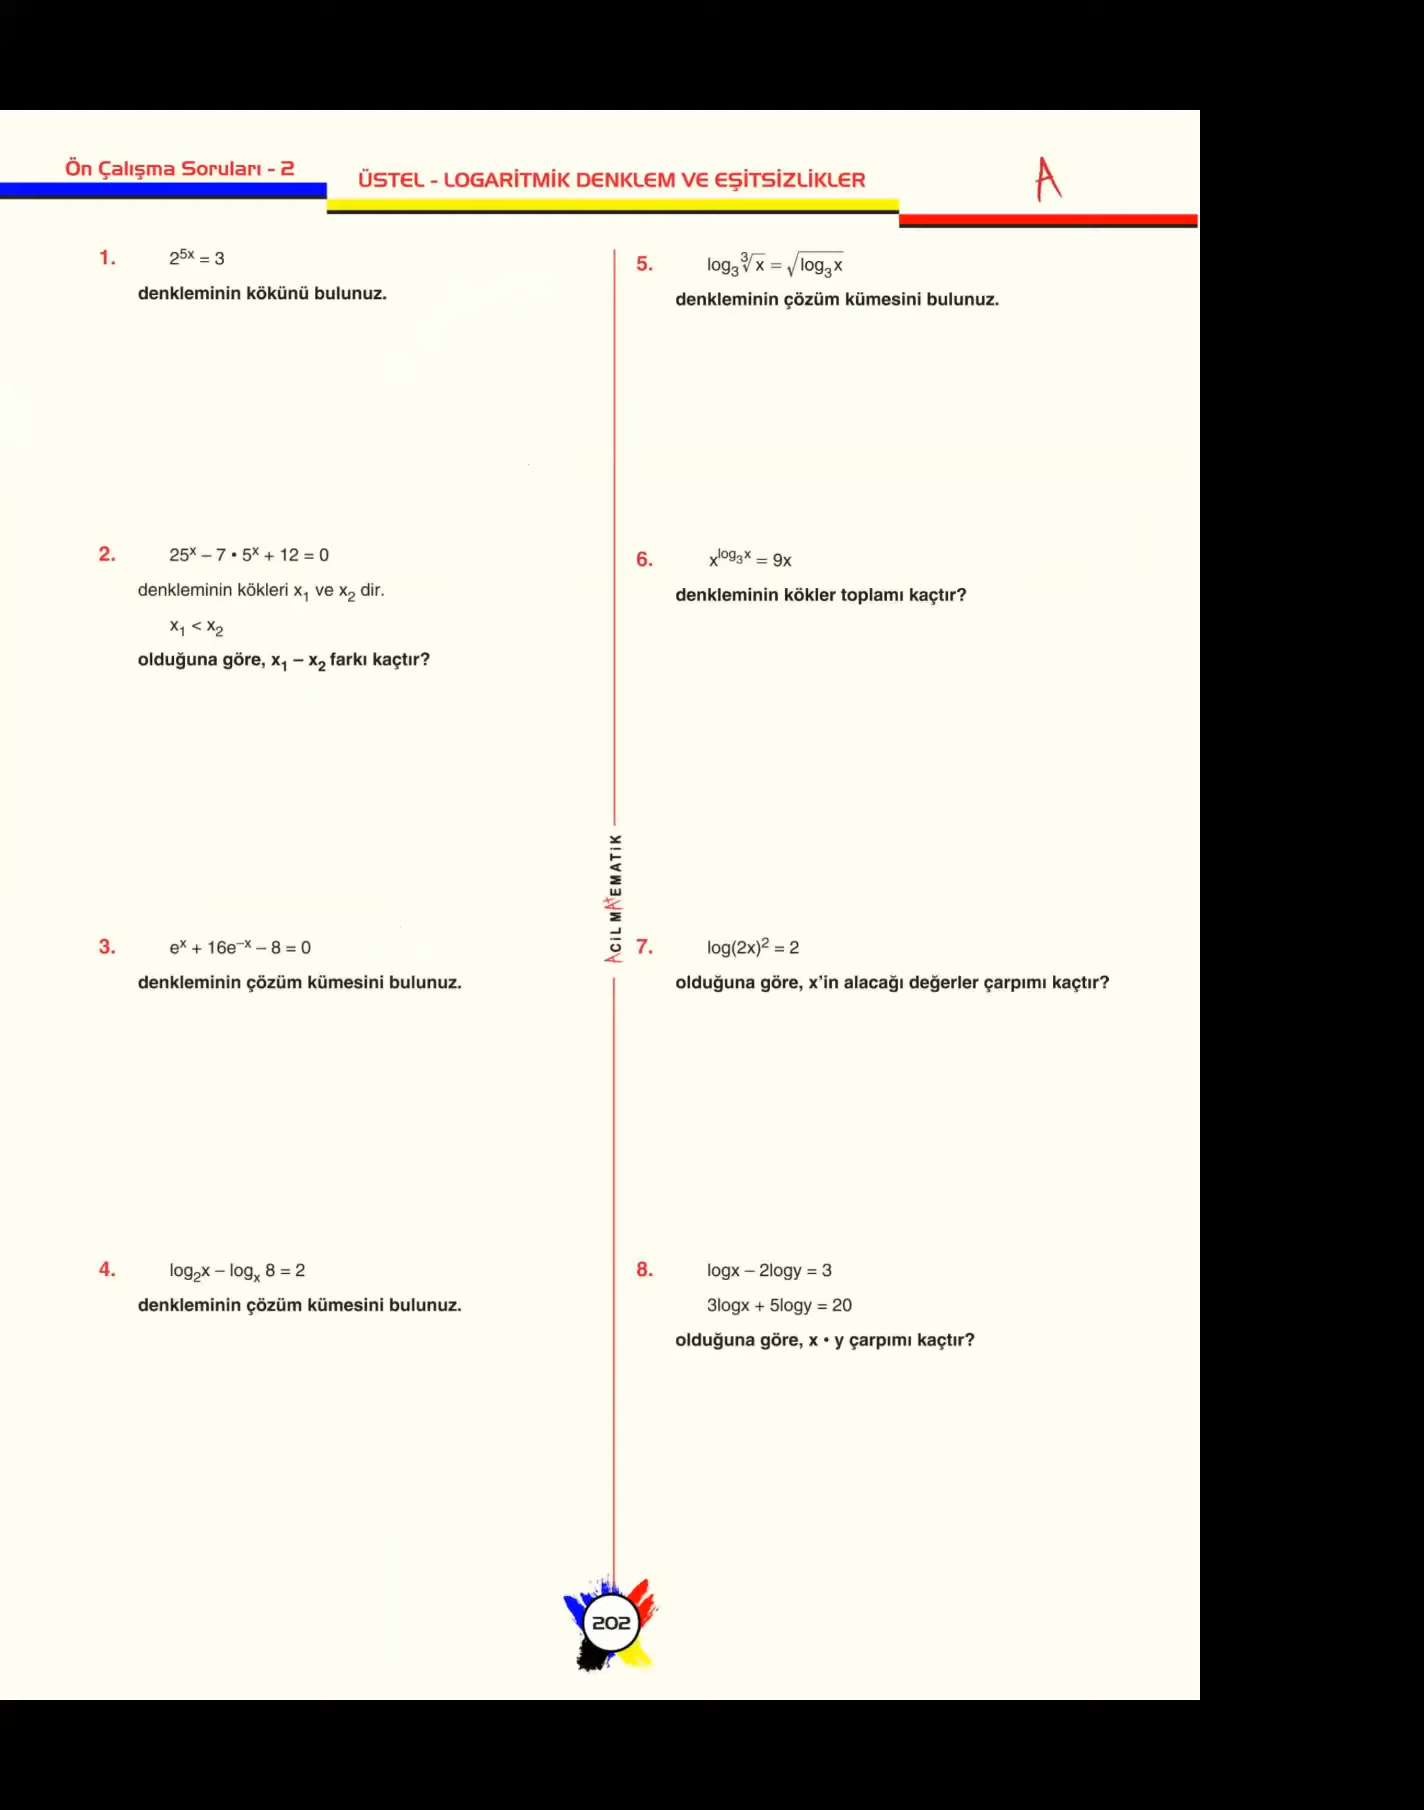 Ön Çalışma Soruları - 2
ÜSTEL - LOGARİTMİK DENKLEM VE EŞİTSİZLİKLER
A
1. 2^{5x} = 3
denkleminin kökünü bulunuz.
2. 25^x – 7 • 5^x + 12 = 0
denkleminin kökleri x₁ ve x₂ dir.
x₁ < x₂
olduğuna göre, x₁ – x₂ farkı kaçtır?
3. e^x + 16e^{–x} – 8 = 0
denkleminin çözüm kümesini bulunuz.
4. log₂x – logₓ 8 = 2
denkleminin çözüm kümesini bulunuz.
ACİL MATEMATİK
5. log₃∛x = √(log₃x)
denkleminin çözüm kümesini bulunuz.
6. x^{log₃x} = 9x
denkleminin kökler toplamı kaçtır?
7. log(2x)² = 2
olduğuna göre, x’in alacağı değerler çarpımı kaçtır?
8. logx – 2logy = 3
3logx + 5logy = 20
olduğuna göre, x • y çarpımı kaçtır?
202